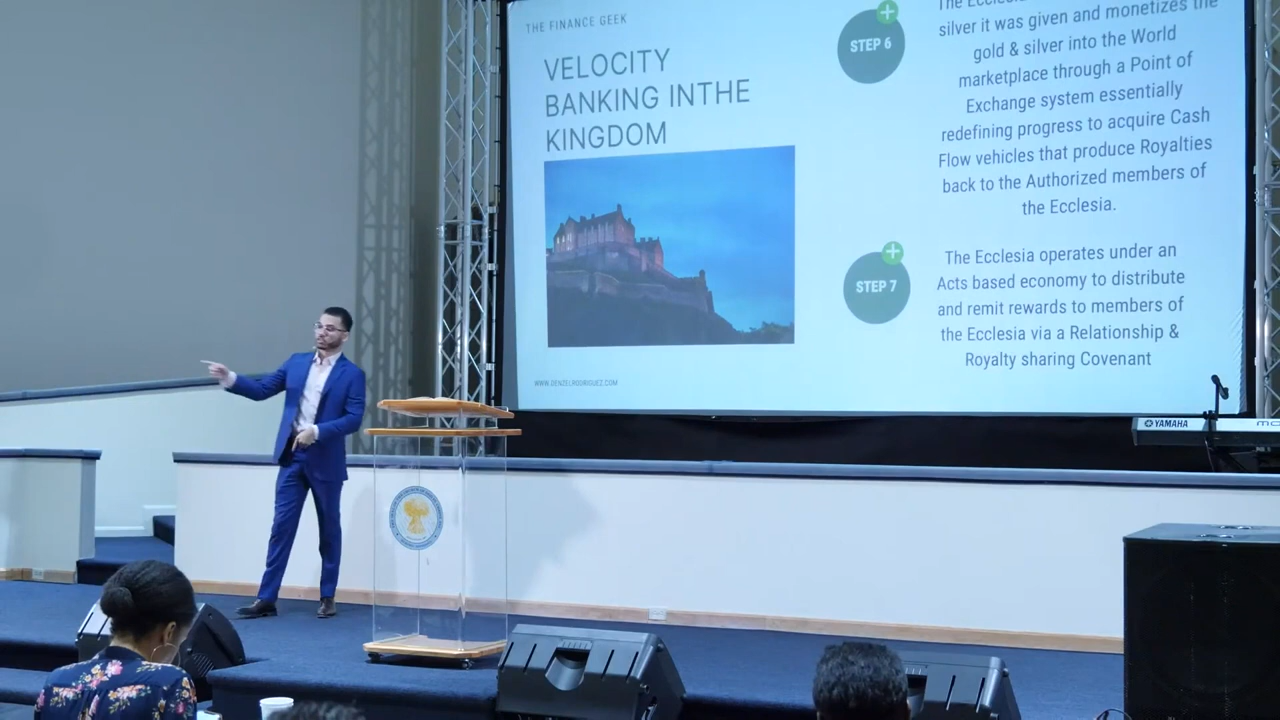 THE FINANCE GEEK
VELOCITY
BANKING INTHE
KINGDOM
WWW.DENZELRODRIGUEZ.COM
STEP 6
silver it was given and monetizes the
gold & silver into the World
marketplace through a Point of
Exchange system essentially
redefining progress to acquire Cash
Flow vehicles that produce Royalties
back to the Authorized members of
the Ecclesia.
STEP 7
The Ecclesia operates under an
Acts based economy to distribute
and remit rewards to members of
the Ecclesia via a Relationship &
Royalty sharing Covenant
YAMAHA